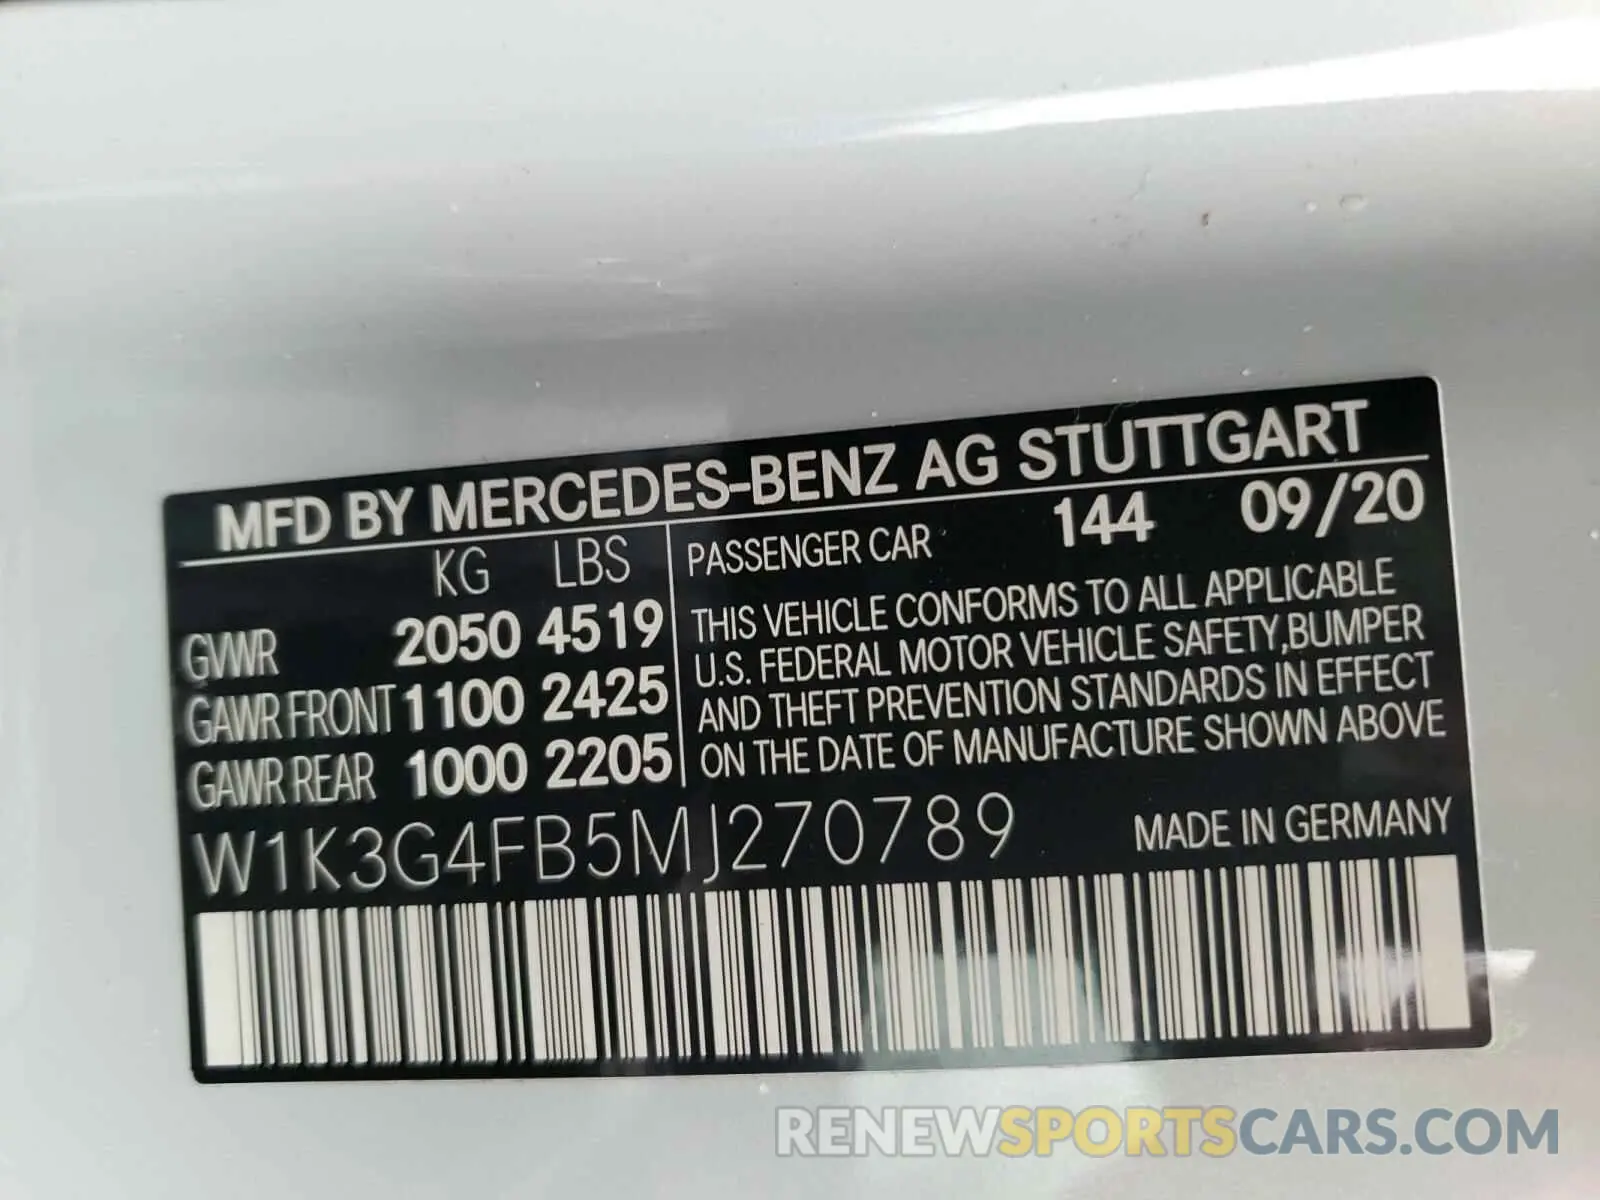 MFD BY MERCEDES-BENZ AG STUTTGART
KG LBS
GVWR 2050 4519
GAWR FRONT 1100 2425
GAWR REAR 1000 2205
PASSENGER CAR 144 09/20
THIS VEHICLE CONFORMS TO ALL APPLICABLE
U.S. FEDERAL MOTOR VEHICLE SAFETY,BUMPER
AND THEFT PREVENTION STANDARDS IN EFFECT
ON THE DATE OF MANUFACTURE SHOWN ABOVE
W1K3G4FB5MJ270789 MADE IN GERMANY
RENEWSPORTSCARS.COM